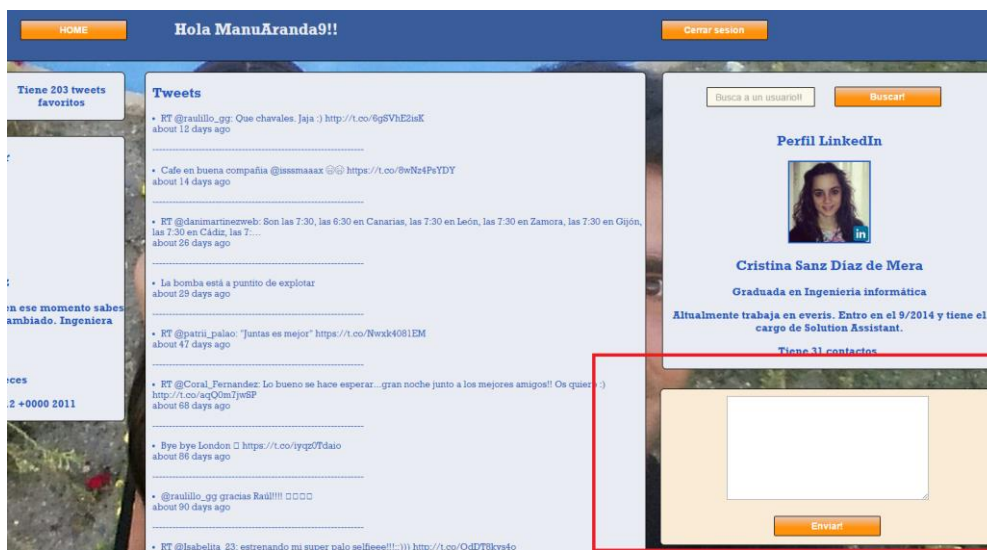 HOME
Hola ManuAranda9!!
Cerrar sesion
Tiene 203 tweets
favoritos
en ese momento sabes
ambiado. Ingeniera
eces
2 +0000 2011
Tweets
• RT @raulillo_gg: Que chavales. Jaja :) http://t.co/6gSVhE2isK
about 12 days ago
• Cafe en buena compañia @isssmaaax https://t.co/8wNz4PsYDY
about 14 days ago
• RT @danimartinezweb: Son las 7:30, las 6:30 en Canarias, las 7:30 en León, las 7:30 en Zamora, las 7:30 en Gijón,
las 7:30 en Cádiz, las 7:...
about 26 days ago
• La bomba está a puntito de explotar
about 29 days ago
• RT @patrii_palao: "Juntas es mejor" https://t.co/Nwxk4081EM
about 47 days ago
• RT @Coral_Fernandez: Lo bueno se hace esperar...gran noche junto a los mejores amigos!! Os quiero :)
http://t.co/aqQ0m7jwSP
about 68 days ago
• Bye bye London https://t.co/iyqz0Tdaio
about 86 days ago
• @raulillo_gg gracias Raúl!!!!
about 90 days ago
• RT @Isabelita_23: estrenando mi super palo selfieee!!!::))) http://t.co/OdDT8kvs4o
Busca a un usuario!!
Buscar!
Perfil LinkedIn
in
Cristina Sanz Díaz de Mera
Graduada en Ingeniería informática
Altualmente trabaja en everis. Entro en el 9/2014 y tiene el
cargo de Solution Assistant.
Tiene 31 contactos
Enviar!